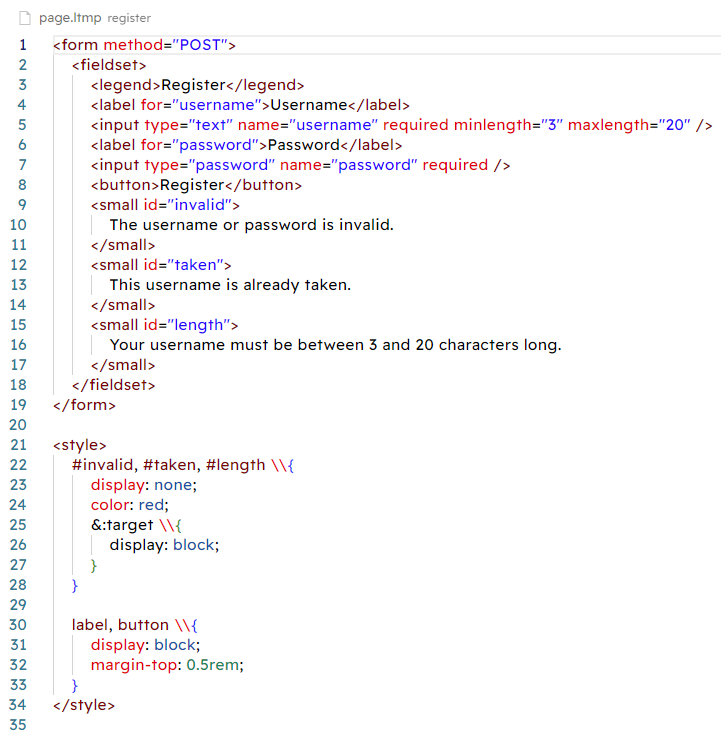 page.ltmp register
1 <form method="POST">
2 <fieldset>
3 <legend>Register</legend>
4 <label for="username">Username</label>
5 <input type="text" name="username" required minlength="3" maxlength="20" />
6 <label for="password">Password</label>
7 <input type="password" name="password" required />
8 <button>Register</button>
9 <small id="invalid">
10 The username or password is invalid.
11 </small>
12 <small id="taken">
13 This username is already taken.
14 </small>
15 <small id="length">
16 Your username must be between 3 and 20 characters long.
17 </small>
18 </fieldset>
19 </form>
20
21 <style>
22 #invalid, #taken, #length \\{
23 display: none;
24 color: red;
25 &:target \\{
26 display: block;
27 }
28 }
29
30 label, button \\{
31 display: block;
32 margin-top: 0.5rem;
33 }
34 </style>
35